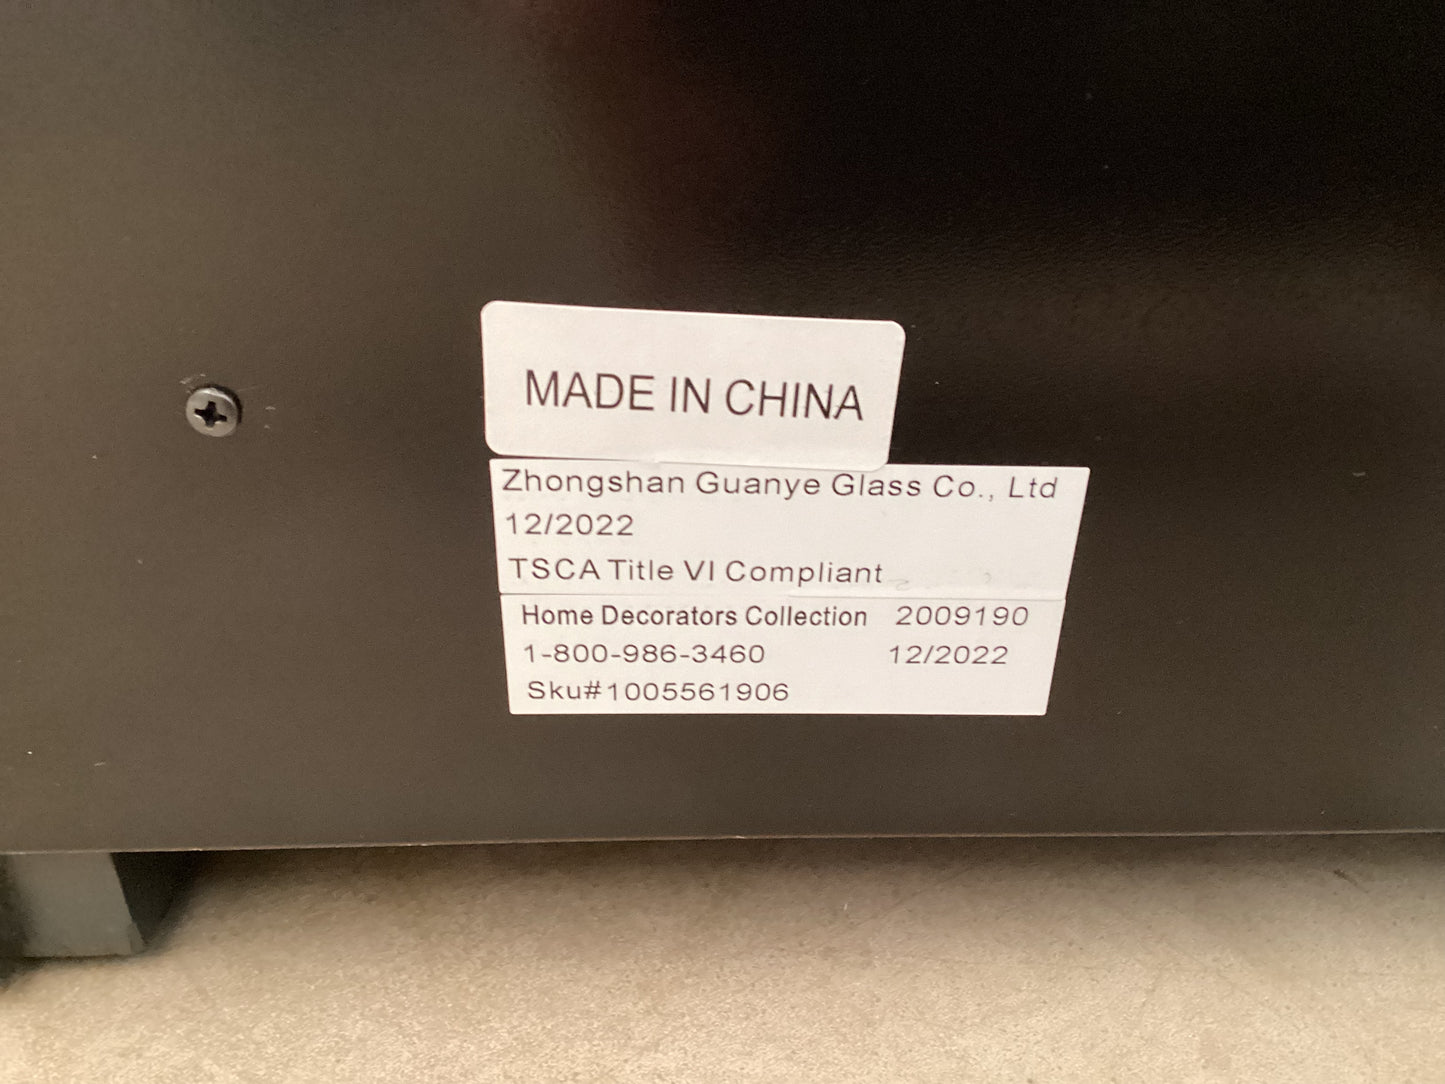 MADE IN CHINA
Zhongshan Guanye Glass Co., Ltd
12/2022
TSCA Title VI Compliant
Home Decorators Collection 2009190
1-800-986-3460 12/2022
Sku#1005561906